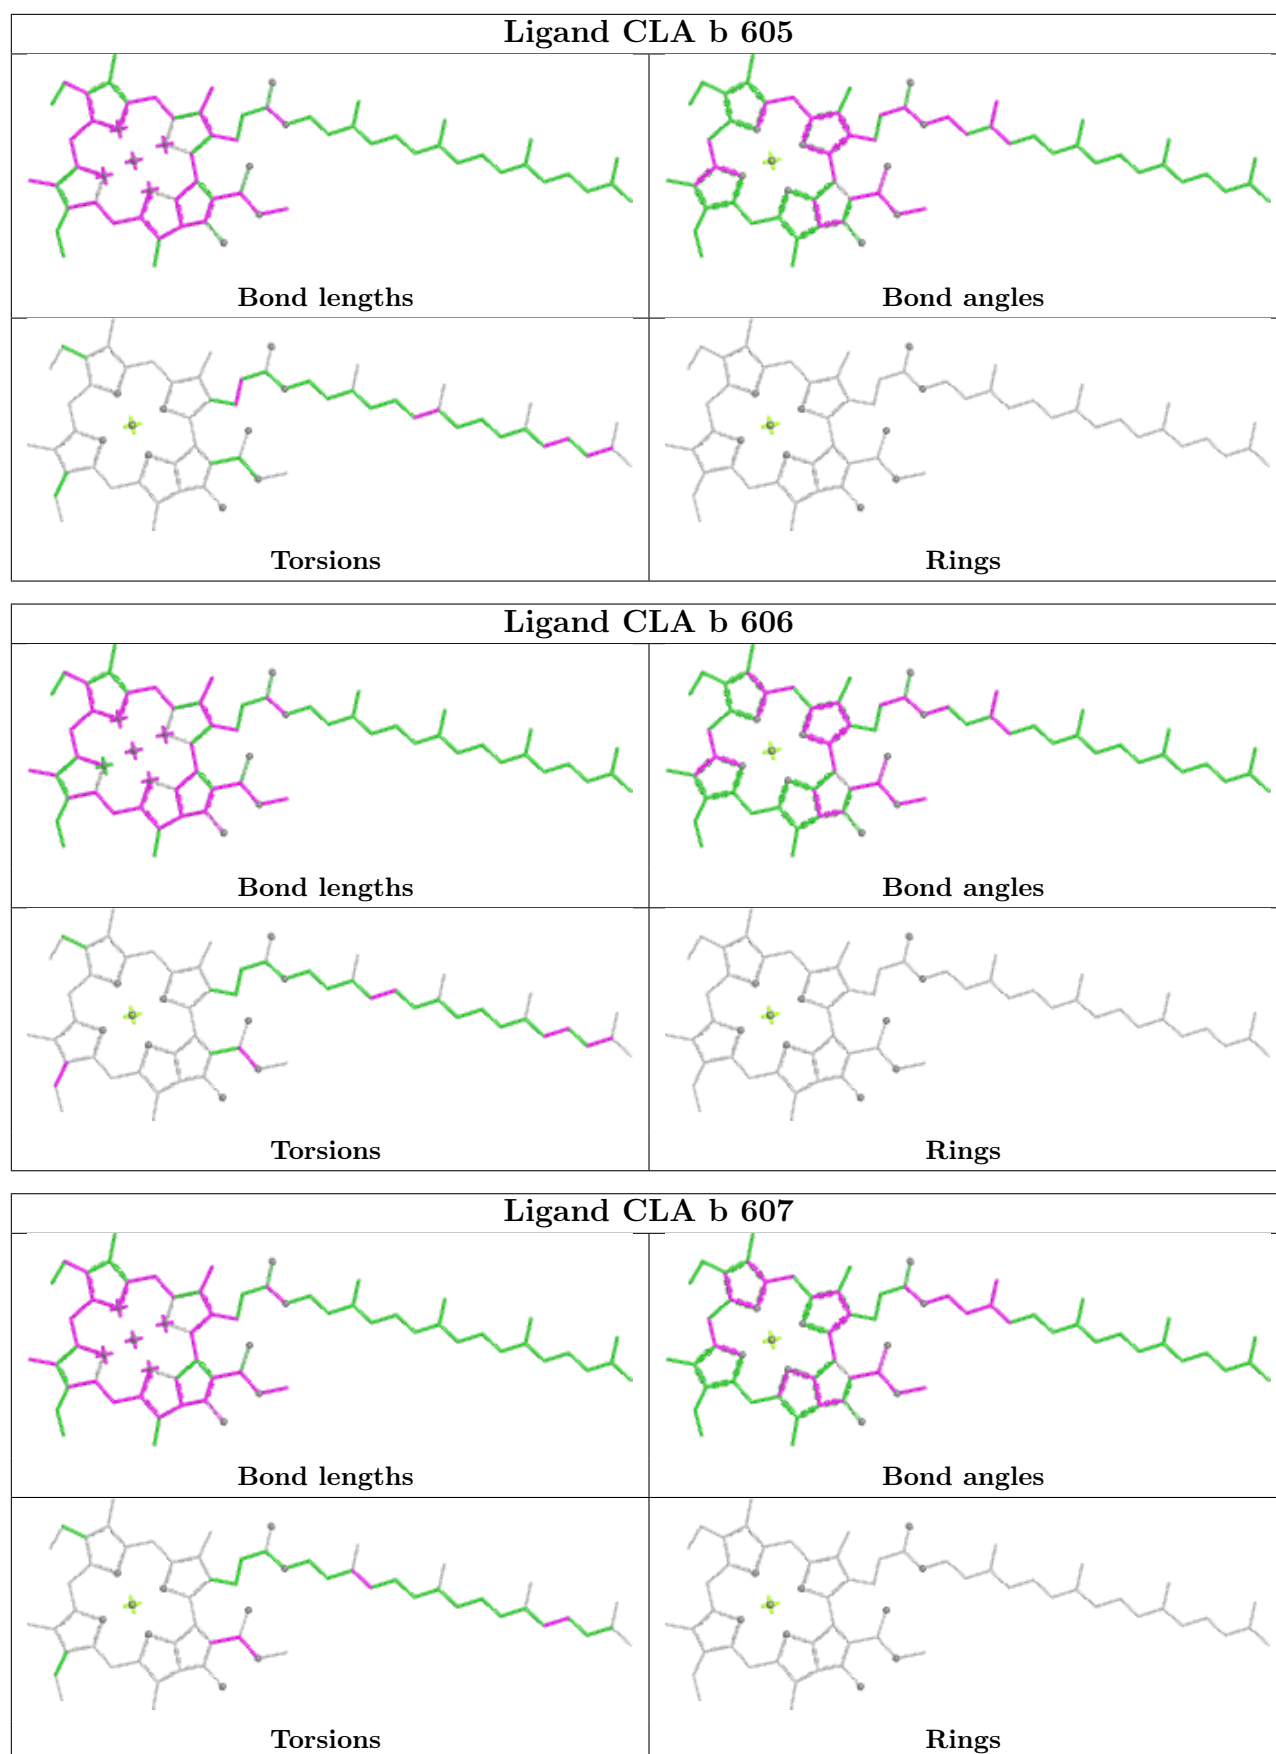 Ligand CLA b 605
Bond lengths
Bond angles
Torsions
Rings
Ligand CLA b 606
Bond lengths
Bond angles
Torsions
Rings
Ligand CLA b 607
Bond lengths
Bond angles
Torsions
Rings